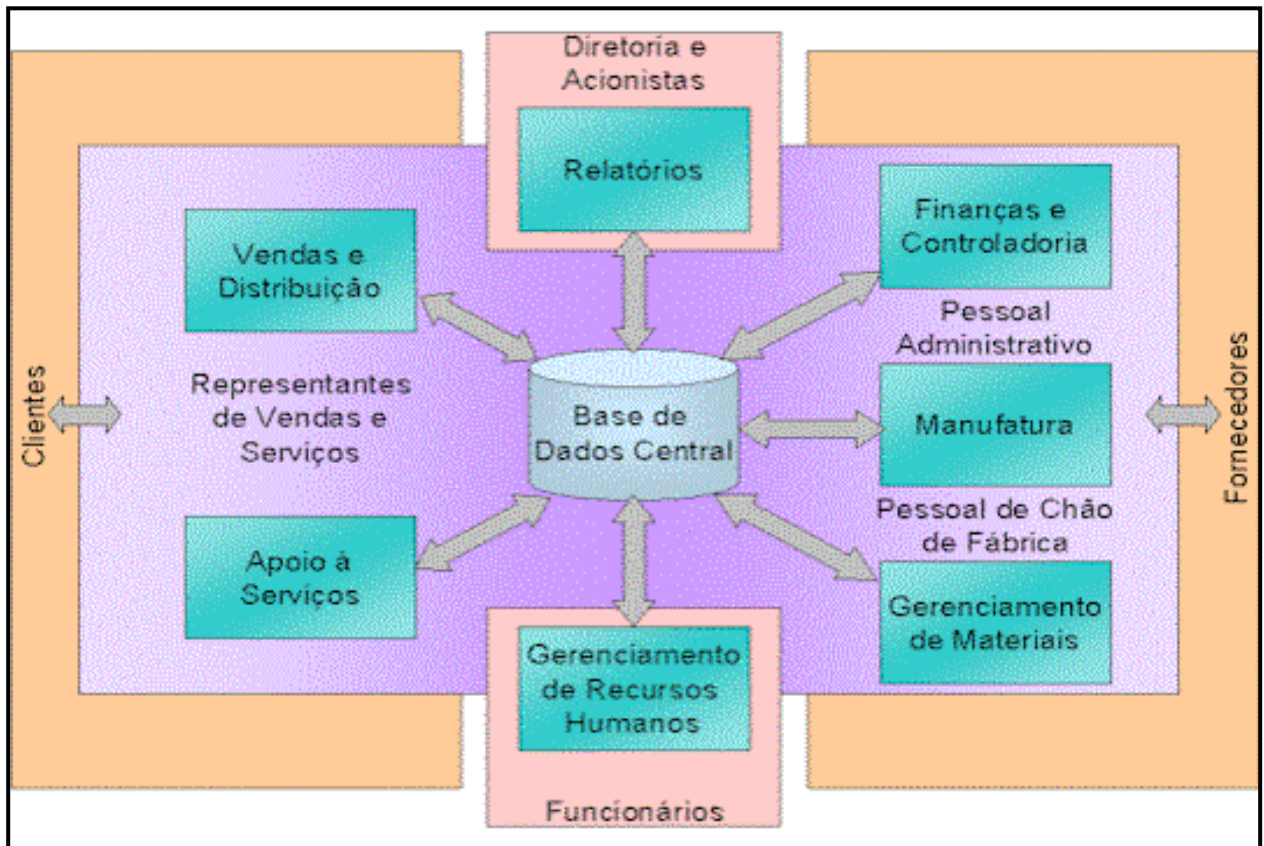 Diretoria e
Acionistas
Relatórios
Vendas e
Distribuição
Finanças e
Controladoria
Pessoal
Administrativo
Clientes
Representantes
de Vendas e
Serviços
Base de
Dados Central
Manufatura
Fornecedores
Pessoal de Chão
de Fábrica
Apoio à
Serviços
Gerenciamento
de Recursos
Humanos
Gerenciamento
de Materiais
Funcionários